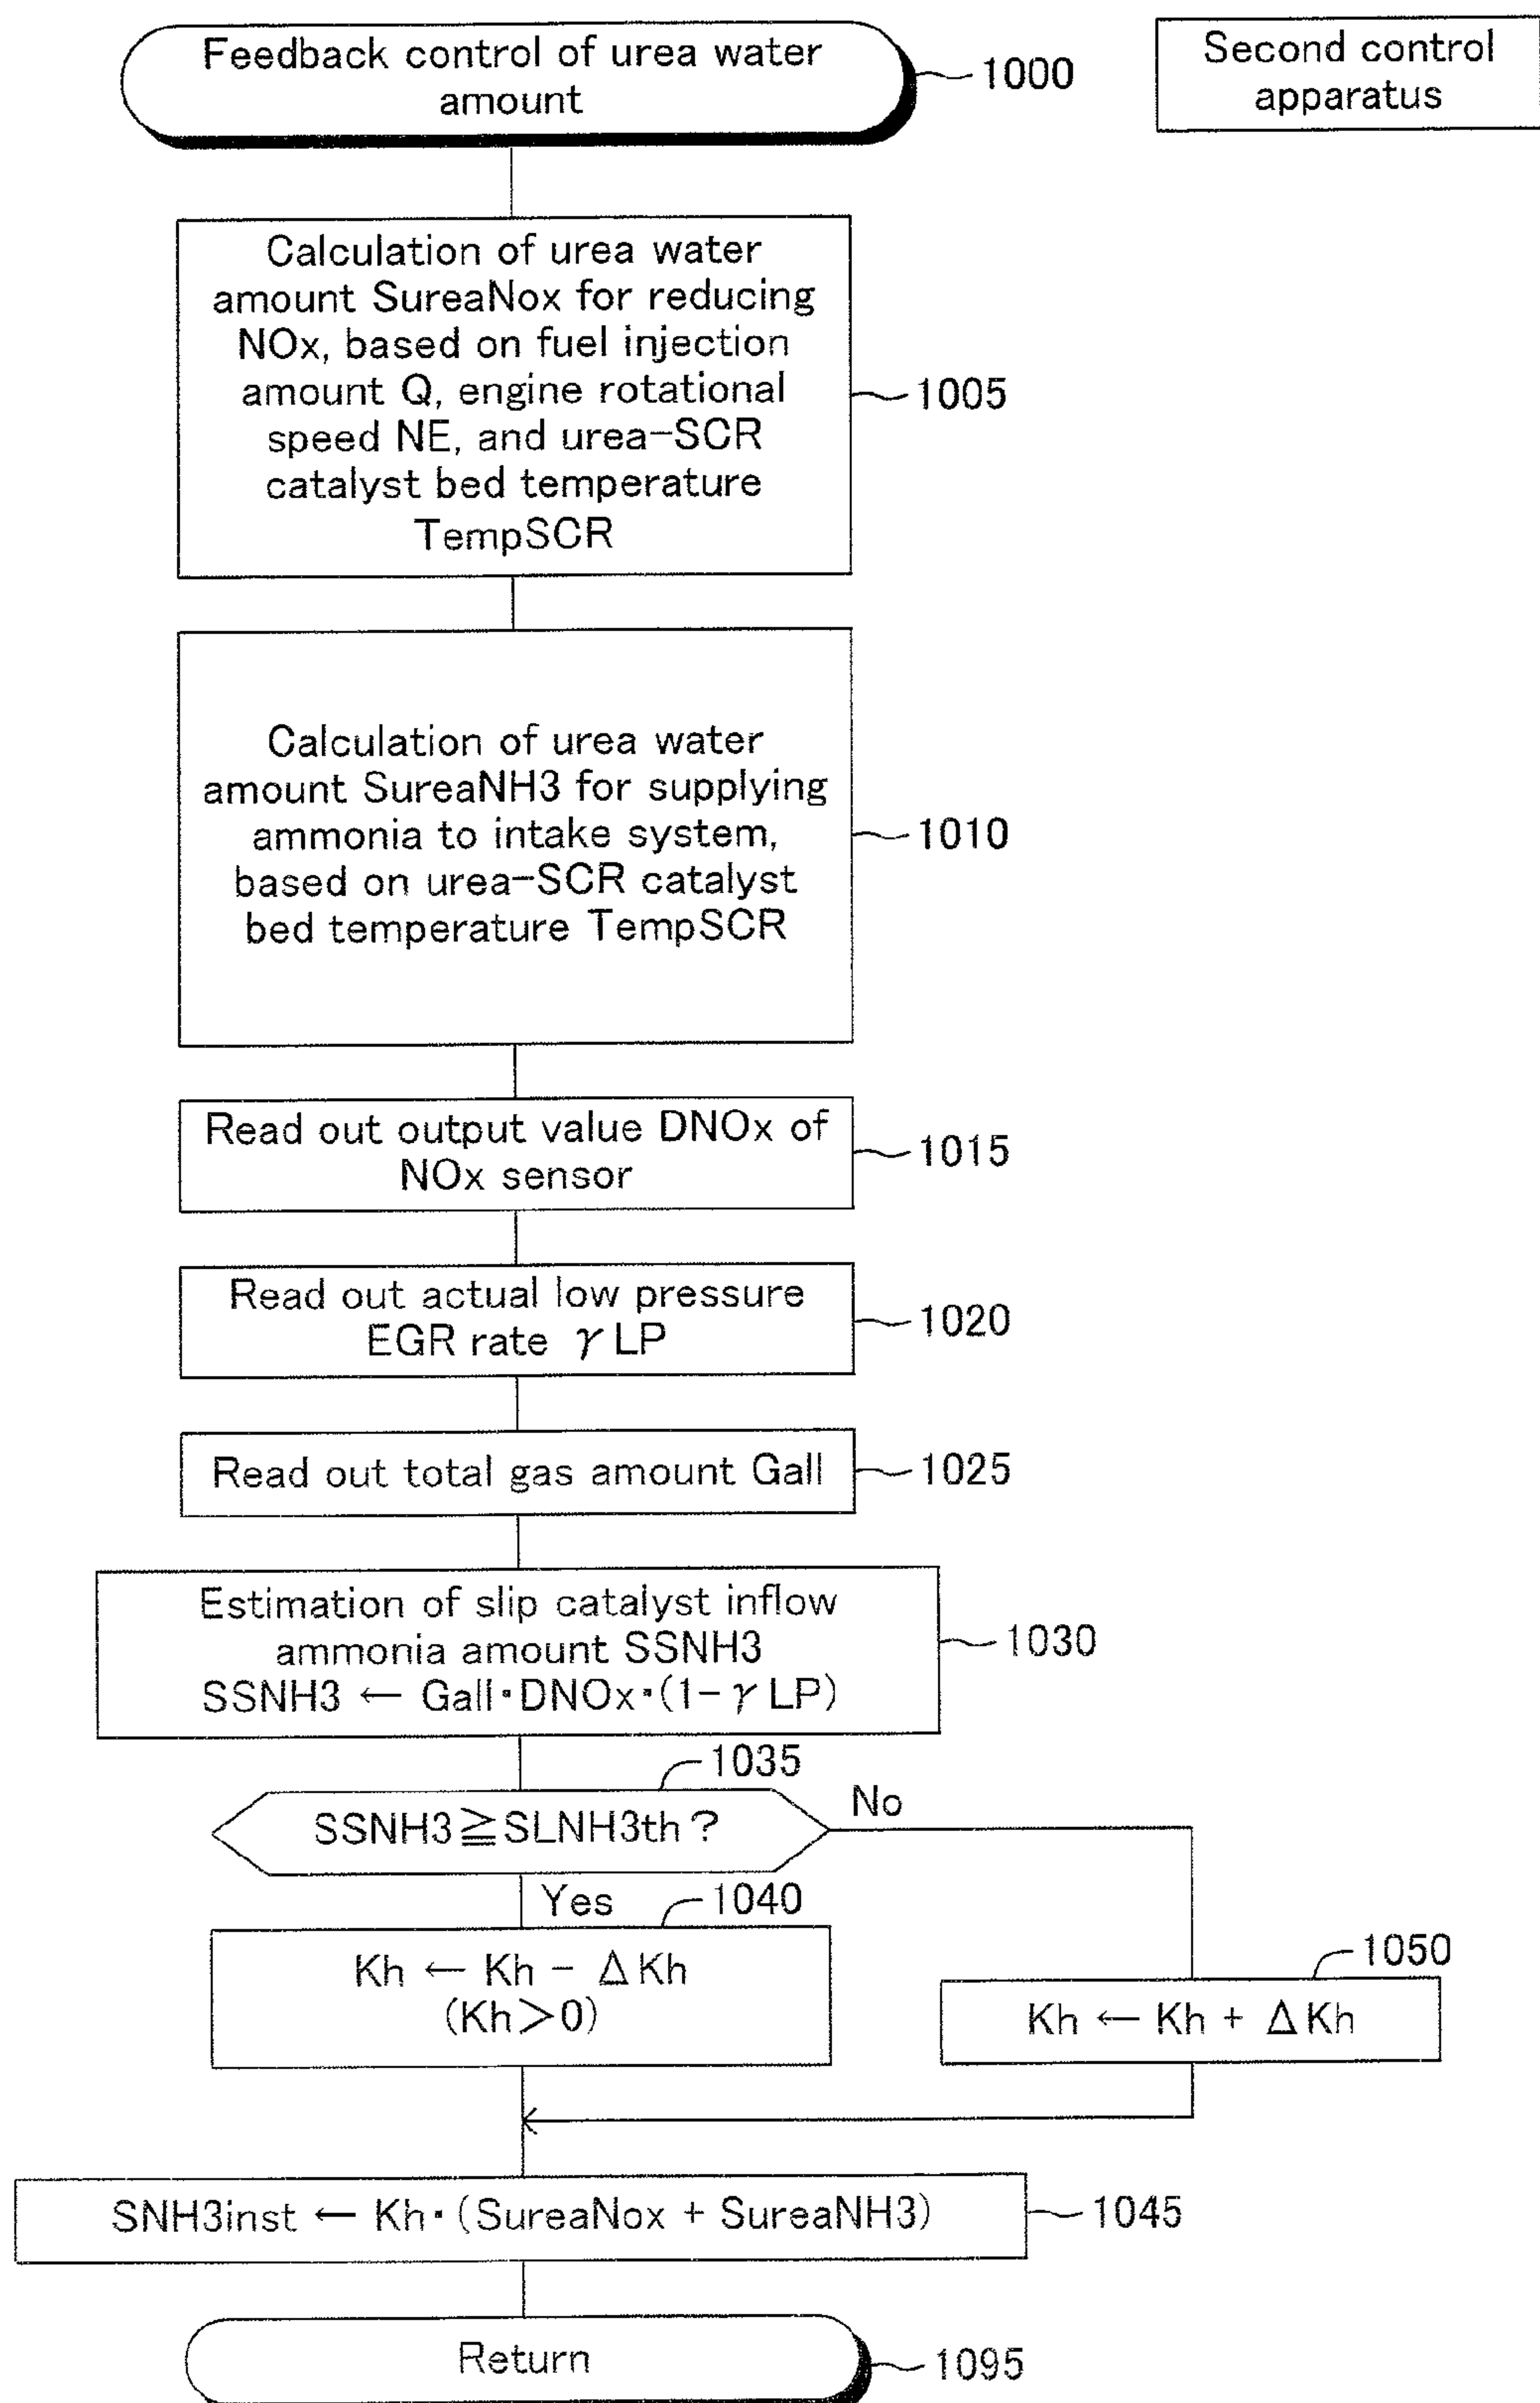 Feedback control of urea water
amount
1000
Second control
apparatus
Calculation of urea water
amount SureaNox for reducing
NOx, based on fuel injection
amount Q, engine rotational
speed NE, and urea-SCR
catalyst bed temperature
TempSCR
1005
Calculation of urea water
amount SureaNH3 for supplying
ammonia to intake system,
based on urea-SCR catalyst
bed temperature TempSCR
1010
Read out output value DNOx of
NOx sensor
1015
Read out actual low pressure
EGR rate γLP
1020
Read out total gas amount Gall
1025
Estimation of slip catalyst inflow
ammonia amount SSNH3
SSNH3 ← Gall・DNOx・(1-γLP)
1030
1035
SSNH3≧SLNH3th?
No
Yes
1040
Kh ← Kh - ΔKh
(Kh>0)
1050
Kh ← Kh + ΔKh
SNH3inst ← Kh・(SureaNox + SureaNH3)
1045
Return
1095